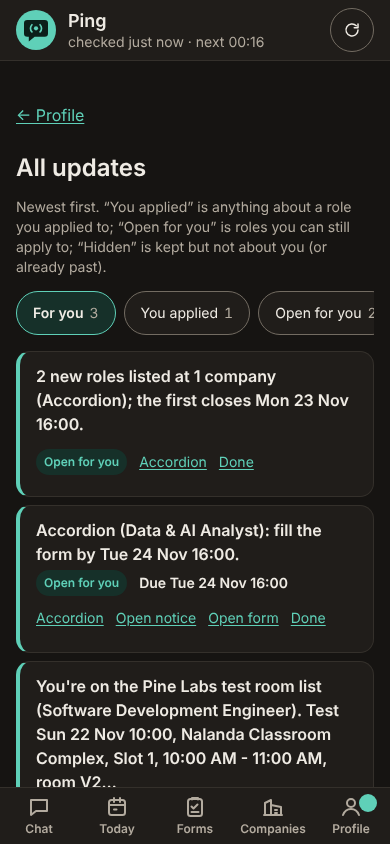 Ping
checked just now · next 00:16
← Profile
All updates
Newest first. “You applied” is anything about a role
you applied to; “Open for you” is roles you can still
apply to; “Hidden” is kept but not about you (or
already past).
For you 3
You applied 1
Open for you 2
2 new roles listed at 1 company
(Accordion); the first closes Mon 23 Nov
16:00.
Open for you Accordion Done
Accordion (Data & AI Analyst): fill the
form by Tue 24 Nov 16:00.
Open for you Due Tue 24 Nov 16:00
Accordion Open notice Open form Done
You're on the Pine Labs test room list
(Software Development Engineer). Test
Sun 22 Nov 10:00, Nalanda Classroom
Complex, Slot 1, 10:00 AM - 11:00 AM,
room V2...
Chat
Today
Forms
Companies
Profile